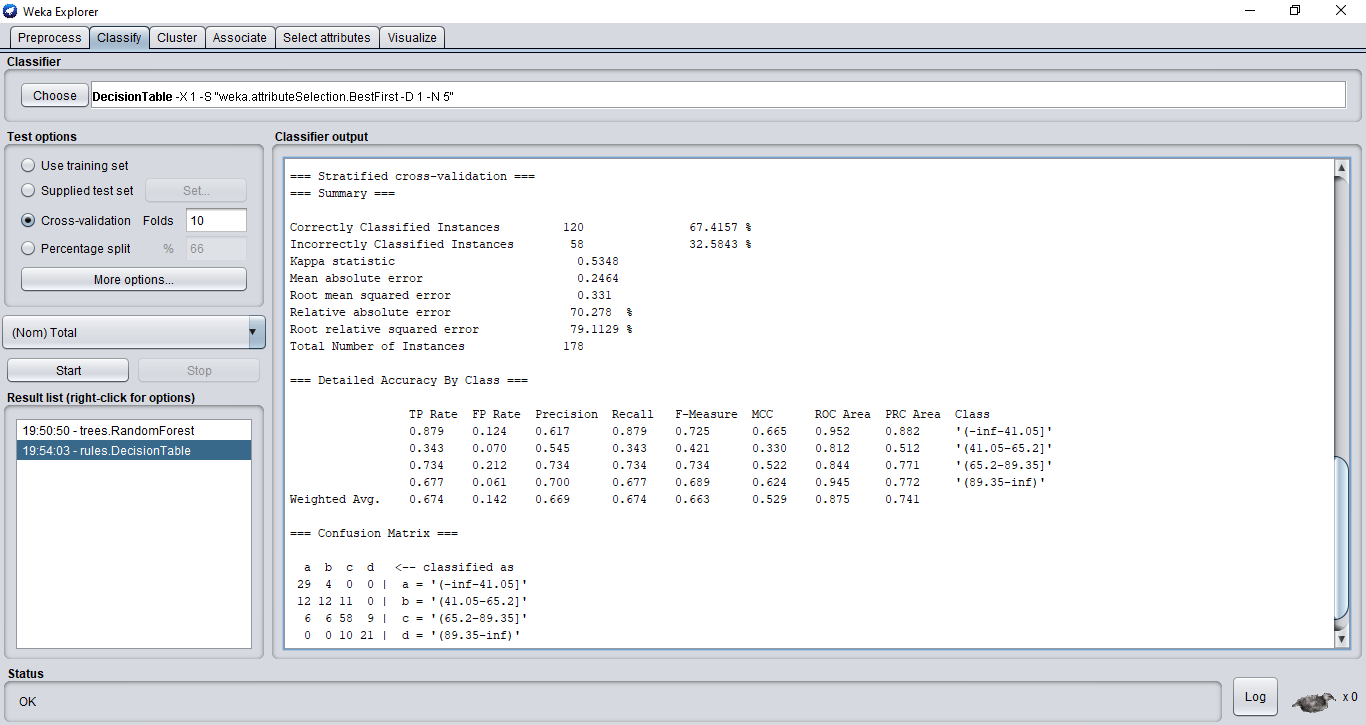 Weka Explorer
Preprocess Classify Cluster Associate Select attributes Visualize
Classifier
Choose DecisionTable -X 1 -S "weka.attributeSelection.BestFirst -D 1 -N 5"
Test options
Use training set
Supplied test set Set...
Cross-validation Folds 10
Percentage split % 66
More options...
(Nom) Total
Start Stop
Result list (right-click for options)
19:50:50 - trees.RandomForest
19:54:03 - rules.DecisionTable
Classifier output
=== Stratified cross-validation ===
=== Summary ===
Correctly Classified Instances 120 67.4157 %
Incorrectly Classified Instances 58 32.5843 %
Kappa statistic 0.5348
Mean absolute error 0.2464
Root mean squared error 0.331
Relative absolute error 70.278 %
Root relative squared error 79.1129 %
Total Number of Instances 178
=== Detailed Accuracy By Class ===
TP Rate FP Rate Precision Recall F-Measure MCC ROC Area PRC Area Class
0.879 0.124 0.617 0.879 0.725 0.665 0.952 0.882 '(-inf-41.05]'
0.343 0.070 0.545 0.343 0.421 0.330 0.812 0.512 '(41.05-65.2]'
0.734 0.212 0.734 0.734 0.734 0.522 0.844 0.771 '(65.2-89.35]'
0.677 0.061 0.700 0.677 0.689 0.624 0.945 0.772 '(89.35-inf)'
Weighted Avg. 0.674 0.142 0.669 0.674 0.663 0.529 0.875 0.741
=== Confusion Matrix ===
a b c d <-- classified as
29 4 0 0 | a = '(-inf-41.05]'
12 12 11 0 | b = '(41.05-65.2]'
6 6 58 9 | c = '(65.2-89.35]'
0 0 10 21 | d = '(89.35-inf)'
Status
OK
Log x 0